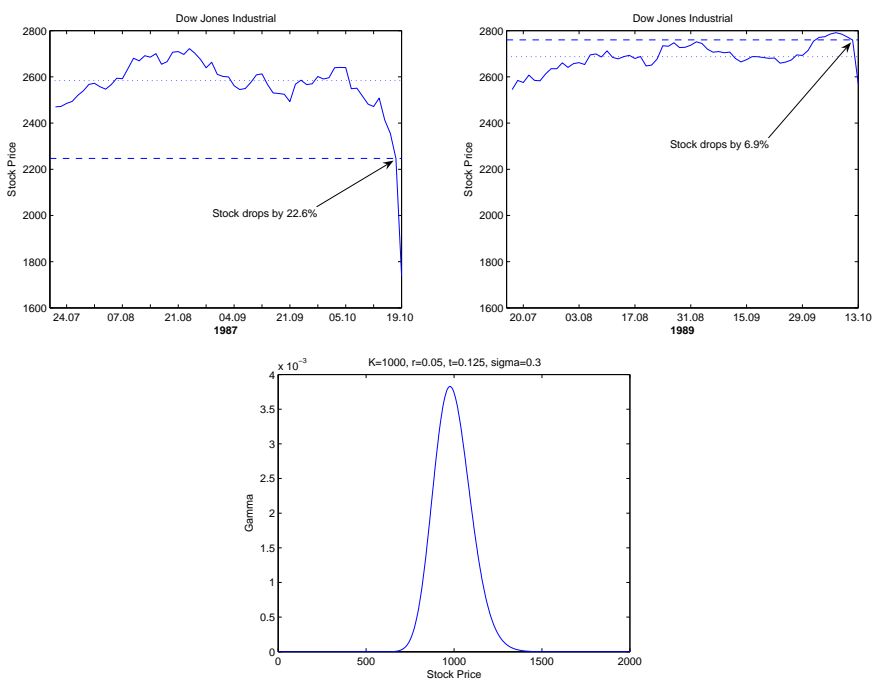 Dow Jones Industrial
2800
2600
2400
2200
2000
1800
1600
Stock Price
Stock drops by 22.6%
24.07 07.08 21.08 04.09 21.09 05.10 19.10
1987
Dow Jones Industrial
2800
2600
2400
2200
2000
1800
1600
Stock Price
Stock drops by 6.9%
20.07 03.08 17.08 31.08 15.09 29.09 13.10
1989
K=1000, r=0.05, t=0.125, sigma=0.3
x 10⁻³
4
3.5
3
2.5
2
1.5
1
0.5
0
Gamma
0 500 1000 1500 2000
Stock Price